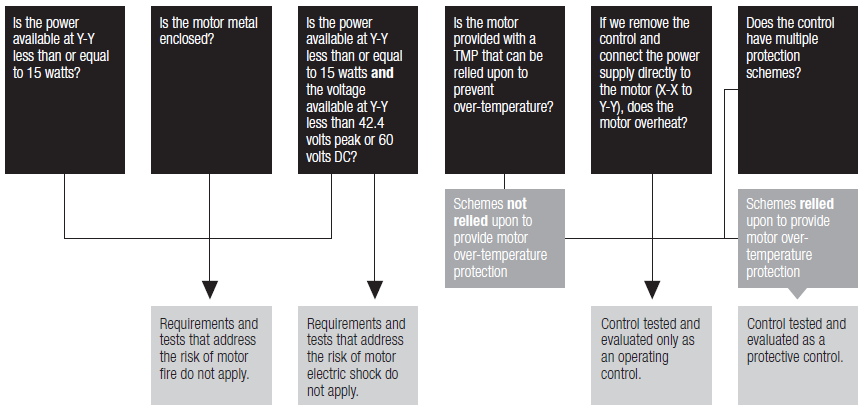 Is the power
available at Y-Y
less than or equal
to 15 watts?
Is the motor metal
enclosed?
Is the power
available at Y-Y
less than or equal
to 15 watts and
the voltage
available at Y-Y
less than 42.4
volts peak or 60
volts DC?
Is the motor
provided with a
TMP that can be
relied upon to
prevent
over-temperature?
If we remove the
control and
connect the power
supply directly to
the motor (X-X to
Y-Y), does the
motor overheat?
Does the control
have multiple
protection
schemes?
Schemes not
relied upon to
provide motor
over-temperature
protection
Schemes relled
upon to provide
motor over-
temperature
protection
Requirements and
tests that address
the risk of motor
fire do not apply.
Requirements and
tests that address
the risk of motor
electric shock do
not apply.
Control tested and
evaluated only as
an operating
control.
Control tested and
evaluated as a
protective control.